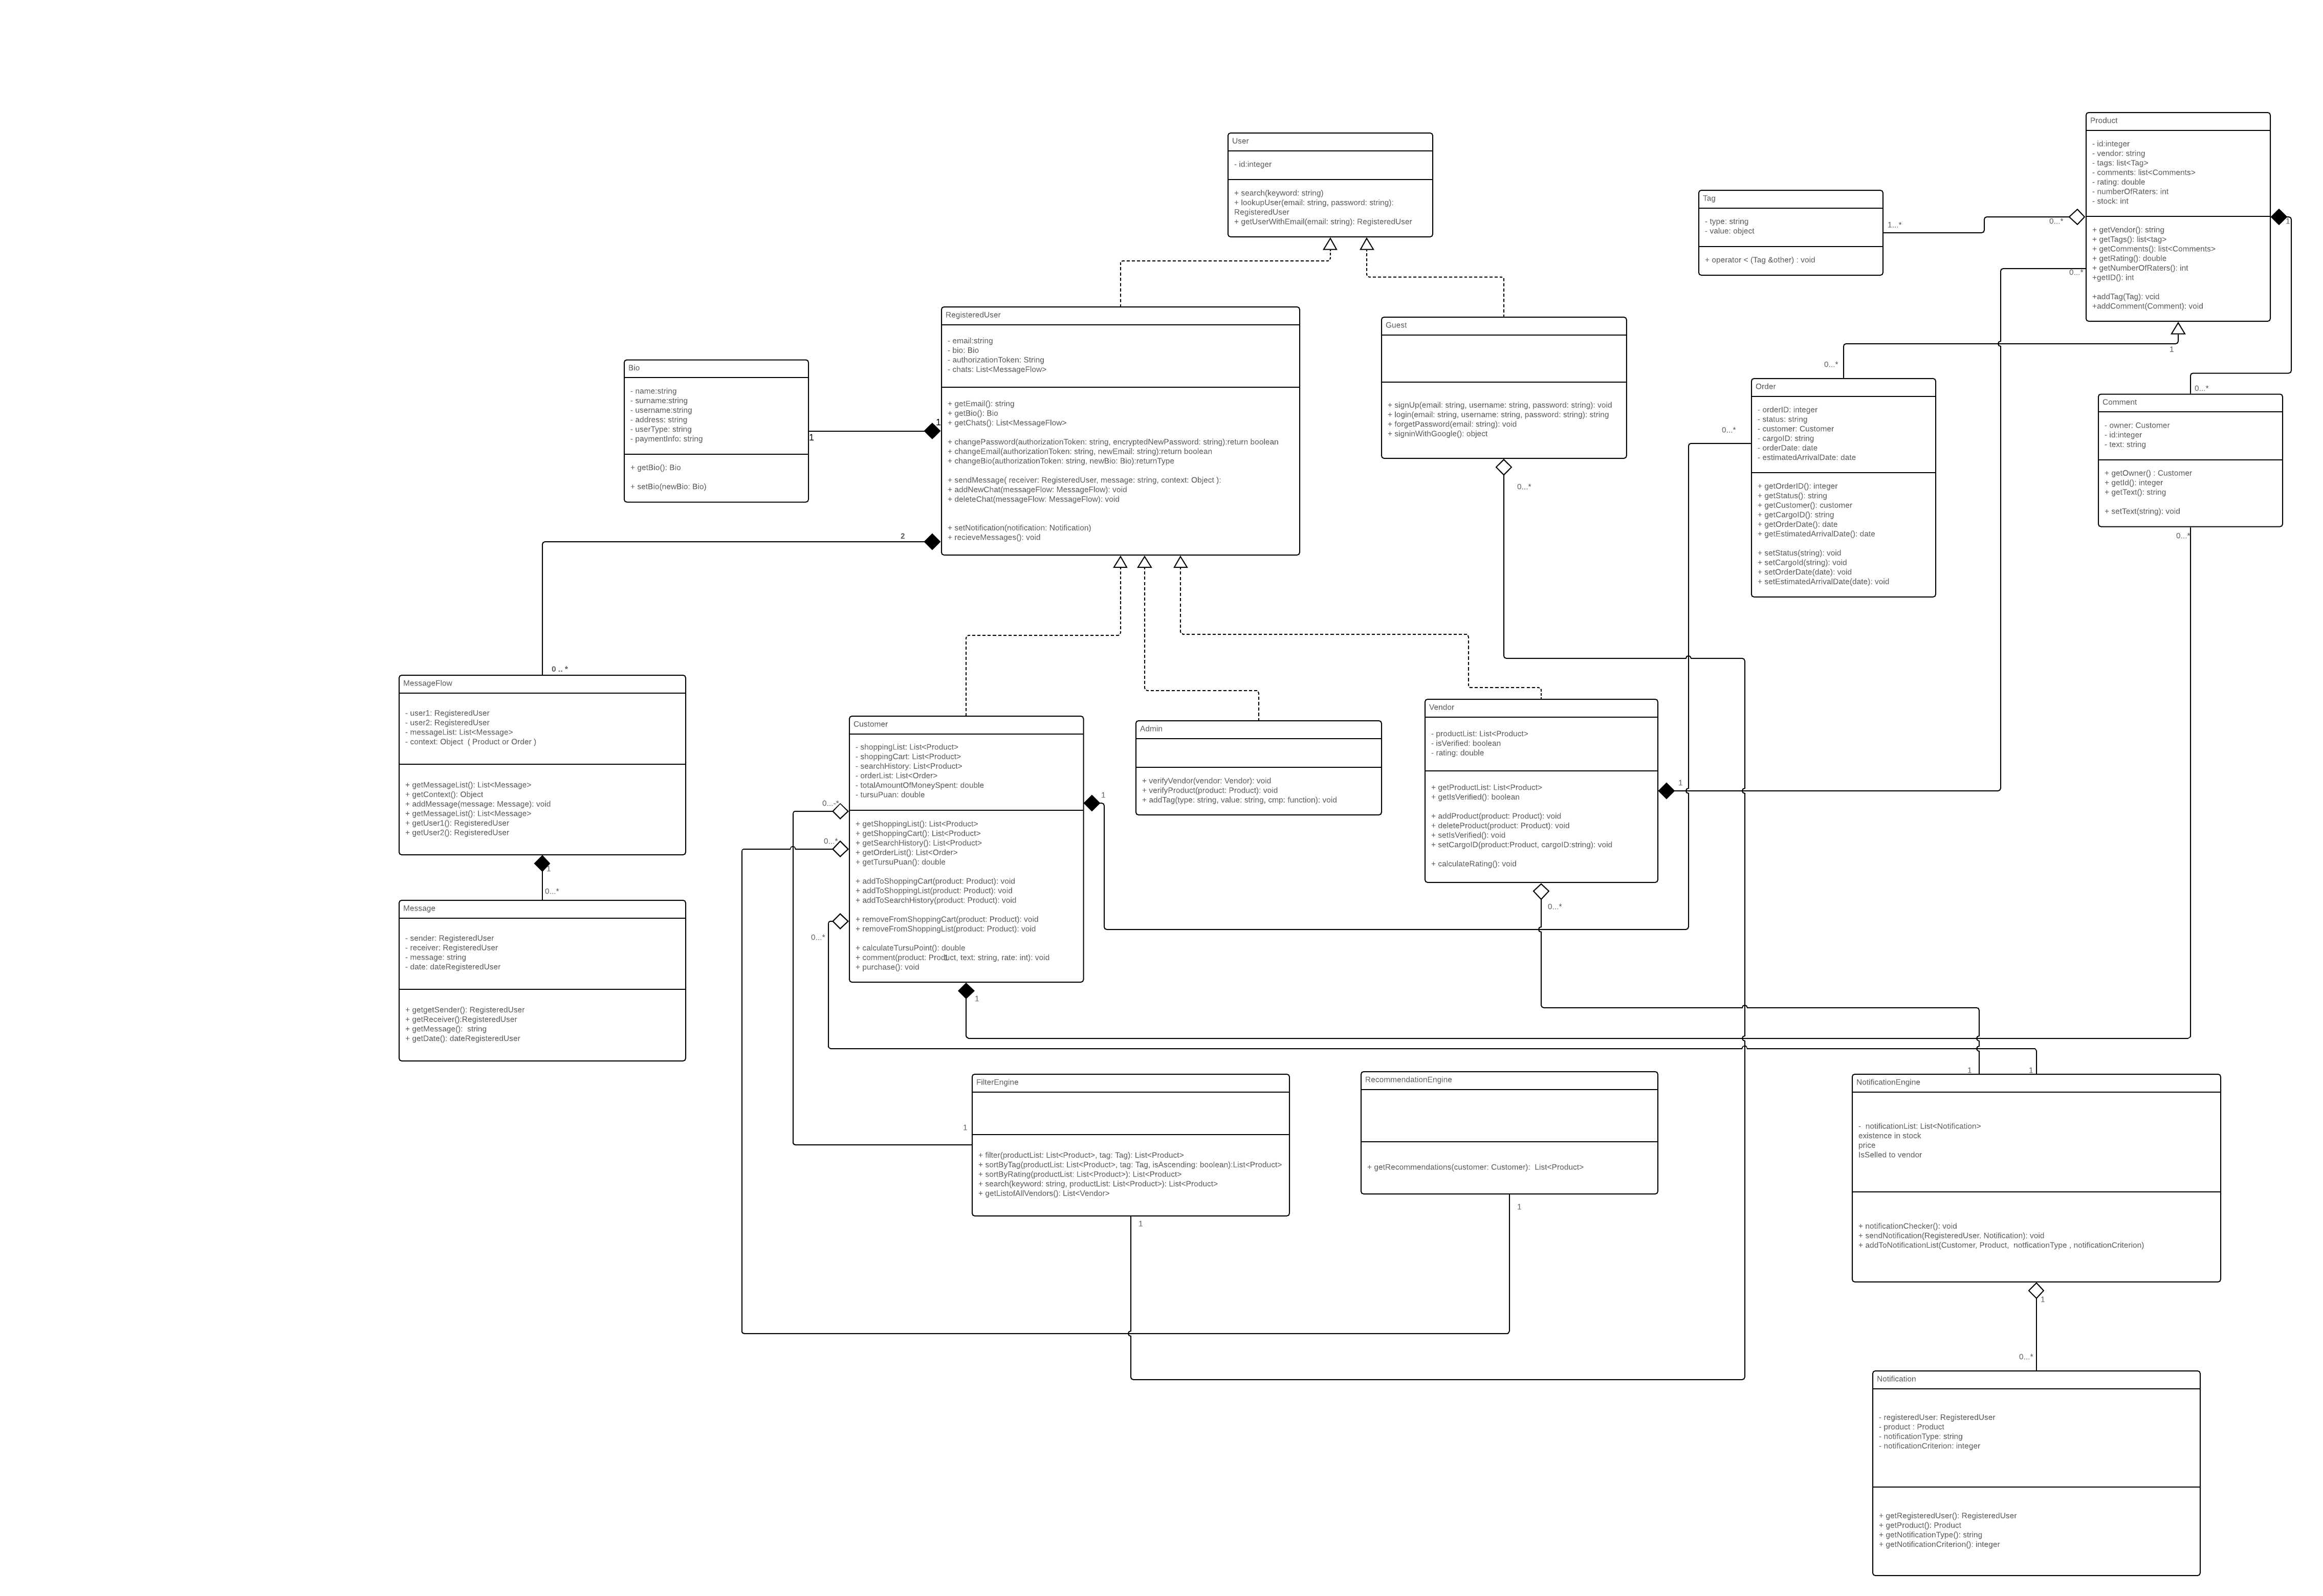 User
- id:integer
+ search(keyword: string)
+ lookupUser(email: string, password: string):
RegisteredUser
+ getUserWithEmail(email: string): RegisteredUser
Product
- id:integer
- vendor: string
- tags: list<Tag>
- comments: list<Comments>
- rating: double
- numberOfRaters: int
- stock: int
+ getVendor(): string
+ getTags(): list<tag>
+ getComments(): list<Comments>
+ getRating(): double
+ getNumberOfRaters(): int
+getID(): int
+addTag(Tag): vcid
+addComment(Comment): void
1
0...*
0...*
1
Tag
- type: string
- value: object
+ operator < (Tag &other) : void
1...*
RegisteredUser
- email:string
- bio: Bio
- authorizationToken: String
- chats: List<MessageFlow>
+ getEmail(): string
+ getBio(): Bio
+ getChats(): List<MessageFlow>
+ changePassword(authorizationToken: string, encryptedNewPassword: string):return boolean
+ changeEmail(authorizationToken: string, newEmail: string):return boolean
+ changeBio(authorizationToken: string, newBio: Bio):returnType
+ sendMessage( receiver: RegisteredUser, message: string, context: Object ):
+ addNewChat(messageFlow: MessageFlow): void
+ deleteChat(messageFlow: MessageFlow): void
+ setNotification(notification: Notification)
+ recieveMessages(): void
1
2
Guest
+ signUp(email: string, username: string, password: string): void
+ login(email: string, username: string, password: string): string
+ forgetPassword(email: string): void
+ signinWithGoogle(): object
0...*
Bio
- name:string
- surname:string
- username:string
- address: string
- userType: string
- paymentInfo: string
+ getBio(): Bio
+ setBio(newBio: Bio)
1
Order
- orderID: integer
- status: string
- customer: Customer
- cargoID: string
- orderDate: date
- estimatedArrivalDate: date
+ getOrderID(): integer
+ getStatus(): string
+ getCustomer(): customer
+ getCargoID(): string
+ getOrderDate(): date
+ getEstimatedArrivalDate(): date
+ setStatus(string): void
+ setCargoId(string): void
+ setOrderDate(date): void
+ setEstimatedArrivalDate(date): void
0...*
0...*
Comment
- owner: Customer
- id:integer
- text: string
+ getOwner() : Customer
+ getId(): integer
+ getText(): string
+ setText(string): void
0...*
0...*
0 .. *
MessageFlow
- user1: RegisteredUser
- user2: RegisteredUser
- messageList: List<Message>
- context: Object  ( Product or Order )
+ getMessageList(): List<Message>
+ getContext(): Object
+ addMessage(message: Message): void
+ getMessageList(): List<Message>
+ getUser1(): RegisteredUser
+ getUser2(): RegisteredUser
1
0...*
Message
- sender: RegisteredUser
- receiver: RegisteredUser
- message: string
- date: dateRegisteredUser
+ getgetSender(): RegisteredUser
+ getReceiver():RegisteredUser
+ getMessage():  string
+ getDate(): dateRegisteredUser
Customer
- shoppingList: List<Product>
- shoppingCart: List<Product>
- searchHistory: List<Product>
- orderList: List<Order>
- totalAmountOfMoneySpent: double
- tursuPuan: double
+ getShoppingList(): List<Product>
+ getShoppingCart(): List<Product>
+ getSearchHistory: List<Product>
+ getOrderList(): List<Order>
+ getTursuPuan(): double
+ addToShoppingCart(product: Product): void
+ addToShoppingList(product: Product): void
+ addToSearchHistory(product: Product): void
+ removeFromShoppingCart(product: Product): void
+ removeFromShoppingList(product: Product): void
+ calculateTursuPoint(): double
+ comment(product: Product, text: string, rate: int): void
+ purchase(): void
1
0...*
0...*
0...*
1
1
Admin
+ verifyVendor(vendor: Vendor): void
+ verifyProduct(product: Product): void
+ addTag(type: string, value: string, cmp: function): void
Vendor
- productList: List<Product>
- isVerified: boolean
- rating: double
+ getProductList: List<Product>
+ getIsVerified(): boolean
+ addProduct(product: Product): void
+ deleteProduct(product: Product): void
+ setIsVerified(): void
+ setCargoID(product:Product, cargoID:string): void
+ calculateRating(): void
1
0...*
FilterEngine
+ filter(productList: List<Product>, tag: Tag): List<Product>
+ sortByTag(productList: List<Product>, tag: Tag, isAscending: boolean):List<Product>
+ sortByRating(productList: List<Product>): List<Product>
+ search(keyword: string, productList: List<Product>): List<Product>
+ getListofAllVendors(): List<Vendor>
1
1
RecommendationEngine
+ getRecommendations(customer: Customer):  List<Product>
1
1
1
NotificationEngine
-  notificationList: List<Notification>
existence in stock
price
IsSelled to vendor
+ notificationChecker(): void
+ sendNotification(RegisteredUser. Notification): void
+ addToNotificationList(Customer, Product,  notficationType , notificationCriterion)
1
0...*
Notification
- registeredUser: RegisteredUser
- product : Product
- notificationType: string
- notificationCriterion: integer
+ getRegisteredUser(): RegisteredUser
+ getProduct(): Product
+ getNotificationType(): string
+ getNotificationCriterion(): integer